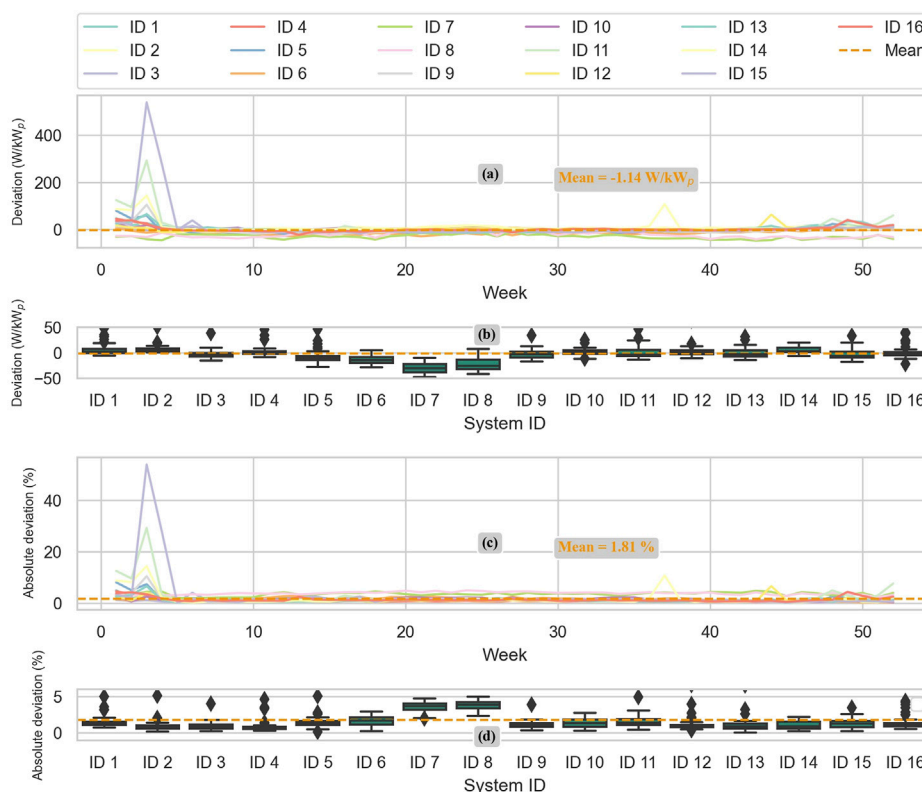 ID 1 ID 4 ID 7 ID 10 ID 13 ID 16
ID 2 ID 5 ID 8 ID 11 ID 14 Mean
ID 3 ID 6 ID 9 ID 12 ID 15
Deviation (W/kWp)
400
200
0
(a)
Mean = -1.14 W/kWp
0 10 20 30 40 50
Week
Deviation (W/kWp)
50
0
−50
(b)
ID 1 ID 2 ID 3 ID 4 ID 5 ID 6 ID 7 ID 8 ID 9 ID 10 ID 11 ID 12 ID 13 ID 14 ID 15 ID 16
System ID
Absolute deviation (%)
40
20
0
(c)
Mean = 1.81 %
0 10 20 30 40 50
Week
Absolute deviation (%)
5
0
(d)
ID 1 ID 2 ID 3 ID 4 ID 5 ID 6 ID 7 ID 8 ID 9 ID 10 ID 11 ID 12 ID 13 ID 14 ID 15 ID 16
System ID